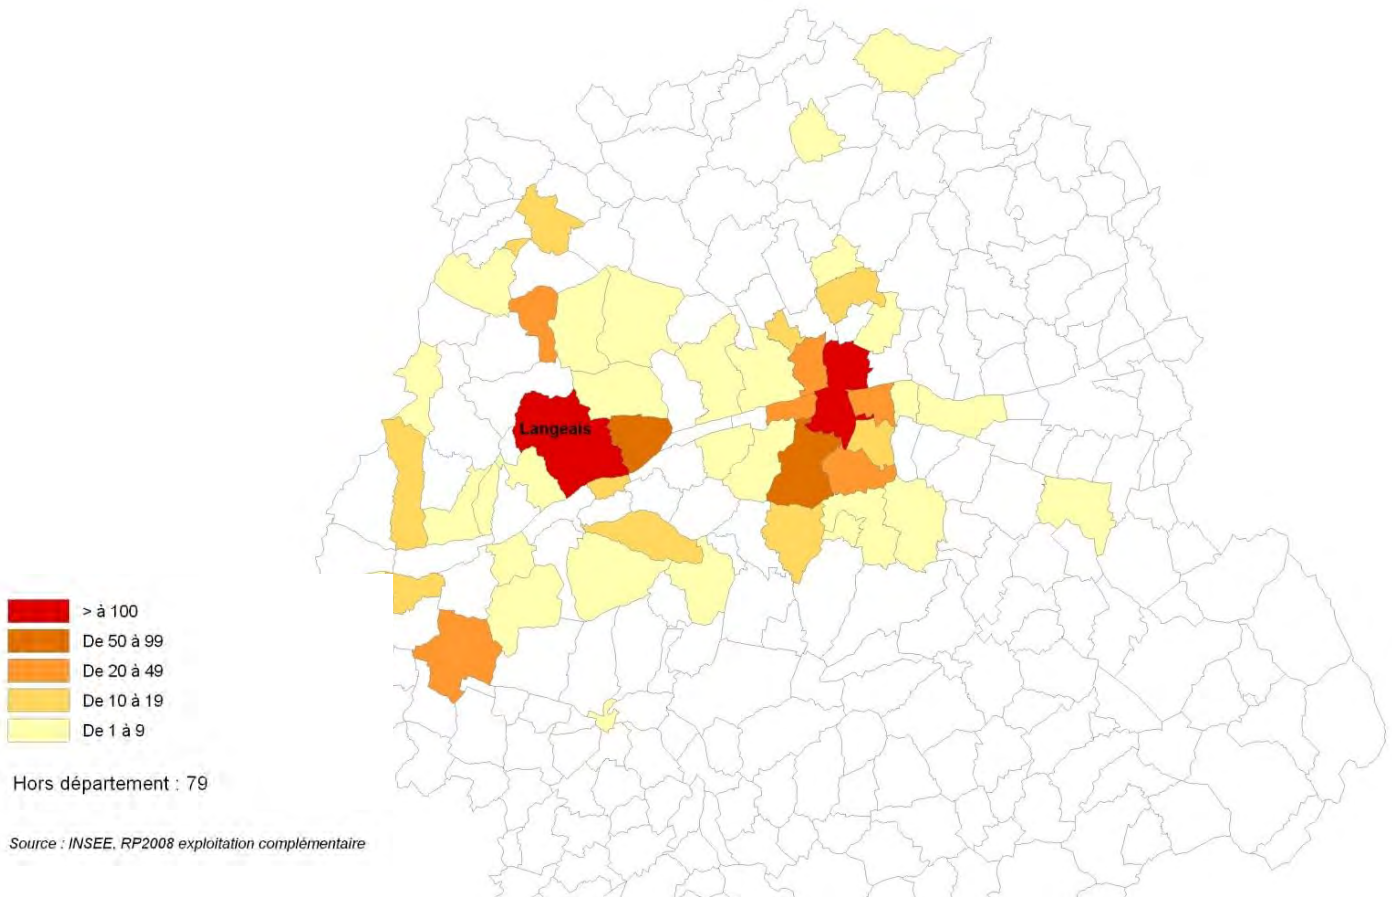 Langeais
> à 100
De 50 à 99
De 20 à 49
De 10 à 19
De 1 à 9
Hors département : 79
Source : INSEE, RP2008 exploitation complémentaire